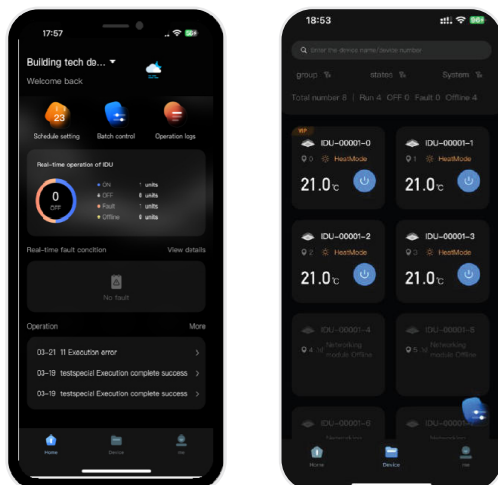 17:57
Building tech de... ▼
Welcome back
23
Schedule setting
Batch control
Operation logs
Real-time operation of IDU
0
OFF
ON
units
OFF
units
Fault
units
Offline
units
Real-time fault condition
View details
No fault
Operation
More
03-21 11 Execution error >
03-19 testspecial Execution complete success >
03-19 testspecial Execution complete success >
Home
Device
me
18:53
Enter the device name/device number
group
states
System
Total number 8 | Run 4 OFF 0 Fault 0 Offline 4
VIP
IDU-00001-0
0 HeatMode
21.0℃
IDU-00001-1
1 HeatMode
21.0℃
IDU-00001-2
2 HeatMode
21.0℃
IDU-00001-3
3 HeatMode
21.0℃
IDU-00001-4
4 Networking
module Offline
IDU-00001-5
5 Networking
module Offline
IDU-00001-6
Home
Device
me